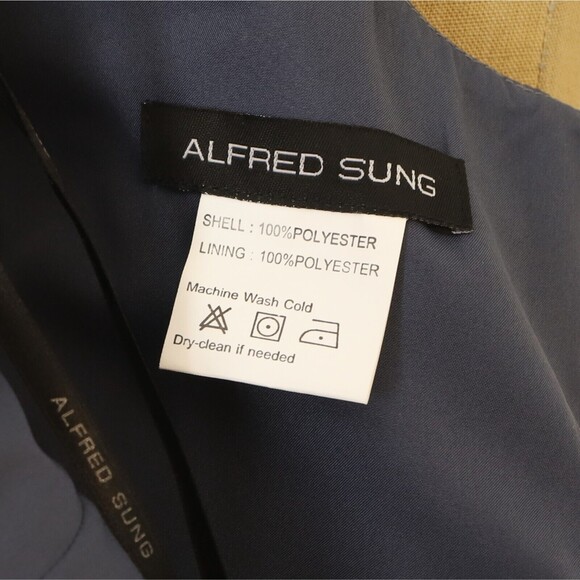 ALFRED SUNG
SHELL : 100%POLYESTER
LINING : 100%POLYESTER
Machine Wash Cold
Dry-clean if needed
ALFRED SUNG